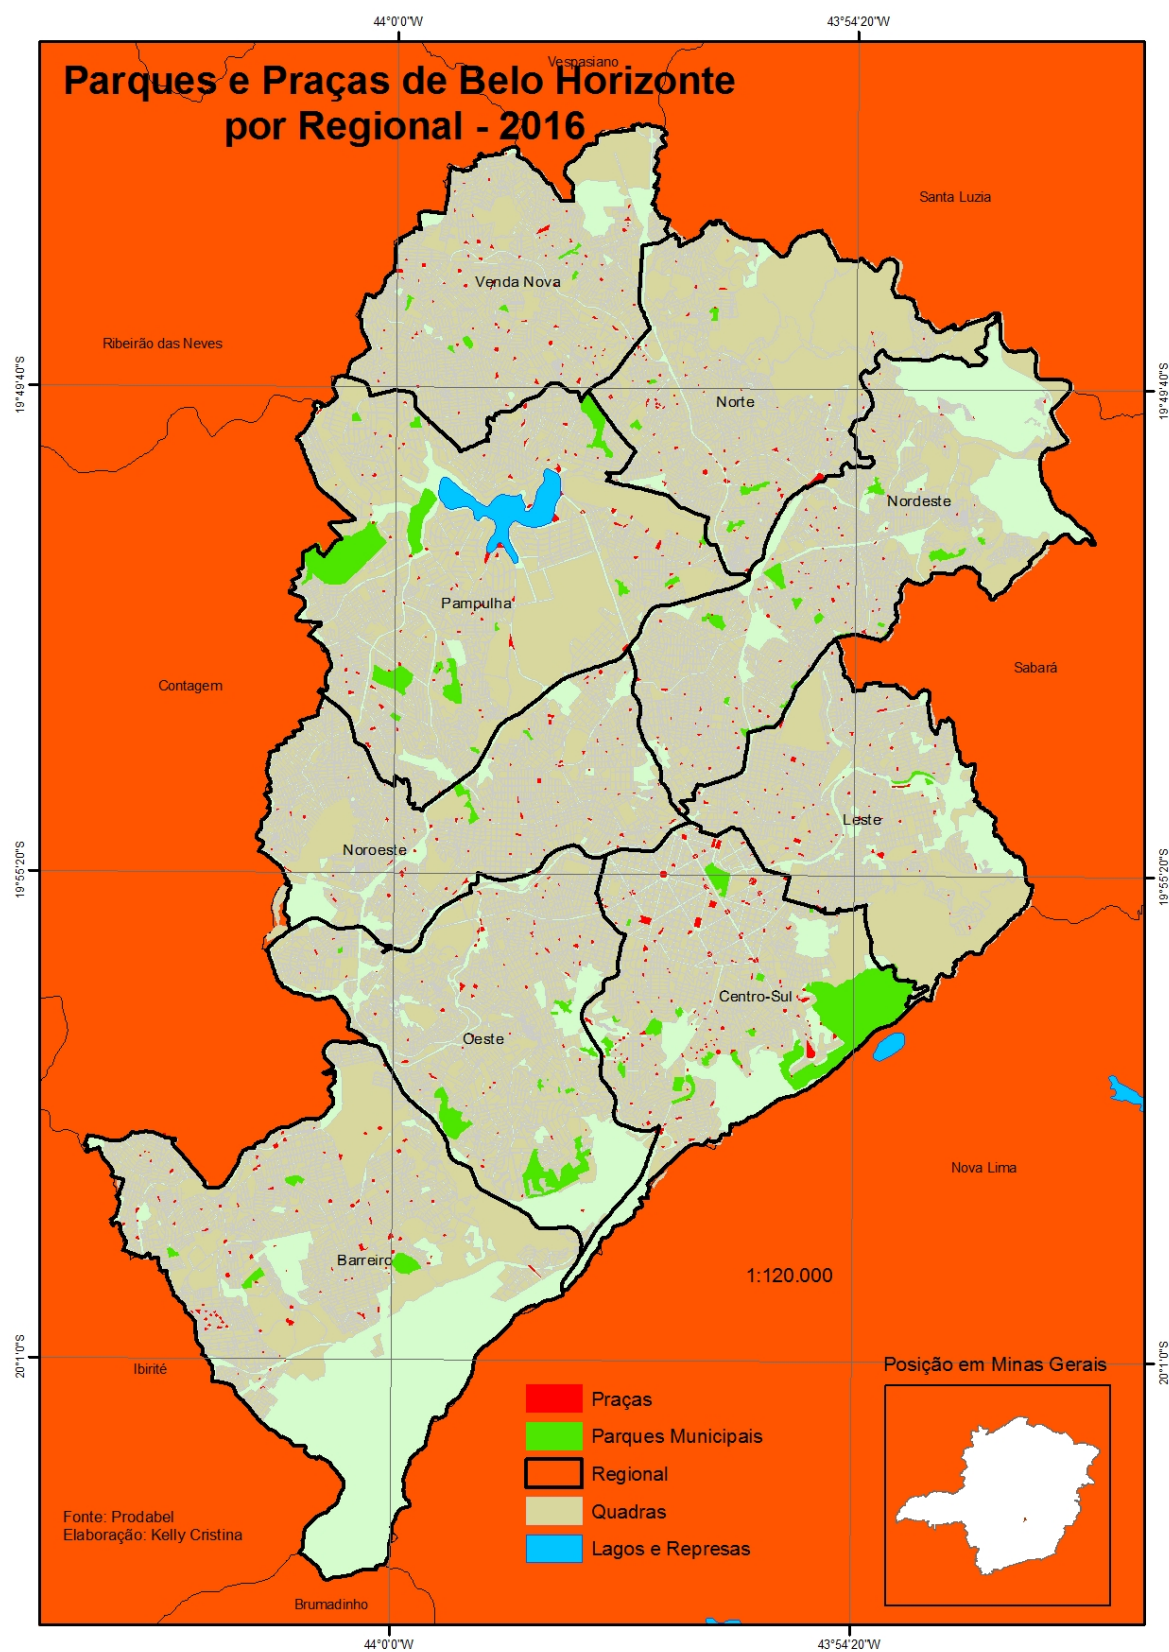 44°0'0"W
43°54'20"W
Parques e Praças de Belo Horizonte
por Regional - 2016
Vespasiano
Santa Luzia
Venda Nova
Ribeirão das Neves
19°49'40"S
19°49'40"S
Norte
Nordeste
Pampulha
Sabará
Contagem
Leste
Noroeste
19°55'20"S
19°55'20"S
Centro-Sul
Oeste
Nova Lima
Barreiro
1:120.000
Ibirité
20°1'0"S
20°1'0"S
Posição em Minas Gerais
Praças
Parques Municipais
Regional
Quadras
Lagos e Represas
Fonte: Prodabel
Elaboração: Kelly Cristina
Brumadinho
44°0'0"W
43°54'20"W